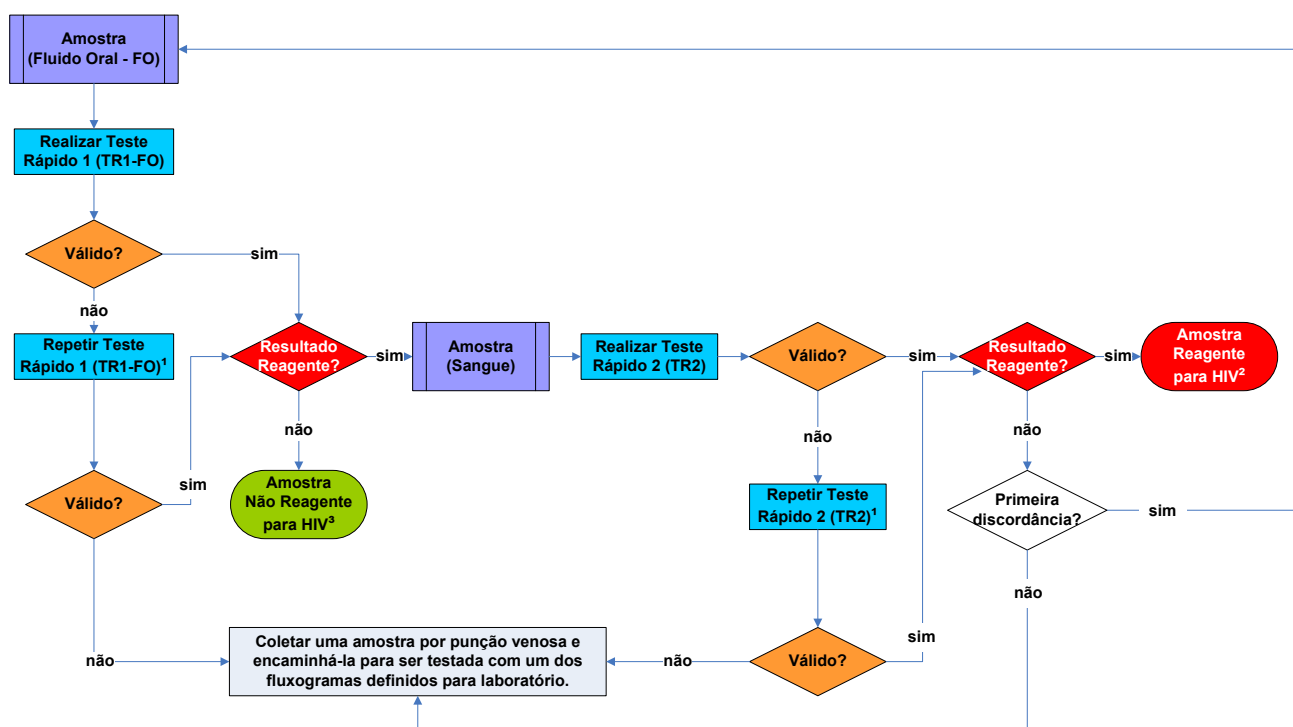 Amostra
(Fluido Oral - FO)
Realizar Teste
Rápido 1 (TR1-FO)
Válido?
sim
não
Repetir Teste
Rápido 1 (TR1-FO)¹
Resultado
Reagente?
sim
Amostra
(Sangue)
Realizar Teste
Rápido 2 (TR2)
Válido?
sim
Resultado
Reagente?
sim
Amostra
Reagente
para HIV²
não
não
não
Válido?
sim
Amostra
Não Reagente
para HIV³
Repetir Teste
Rápido 2 (TR2)¹
Primeira
discordância?
sim
não
Coletar uma amostra por punção venosa e
encaminhá-la para ser testada com um dos
fluxogramas definidos para laboratório.
não
não
Válido?
sim